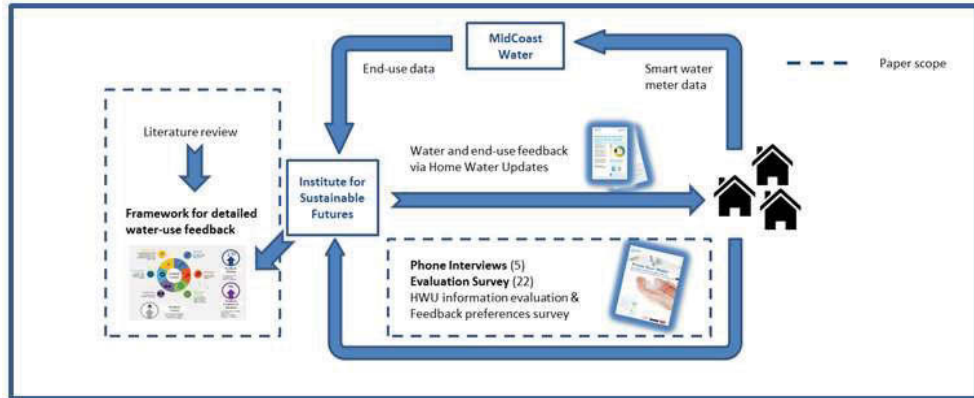 MidCoast
Water
End-use data
Smart water
meter data
Paper scope
Literature review
Water and end-use feedback
via Home Water Updates
Institute for
Sustainable
Futures
Framework for detailed
water-use feedback
Phone Interviews (5)
Evaluation Survey (22)
HWU information evaluation &
Feedback preferences survey